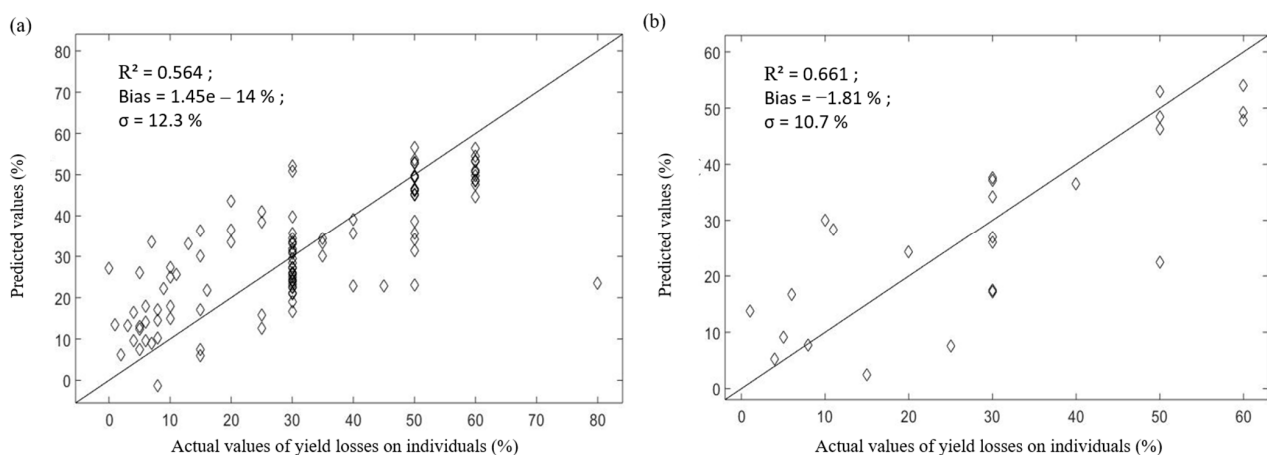 (a)
R² = 0.564 ;
Bias = 1.45e − 14 % ;
σ = 12.3 %
Predicted values (%)
80
70
60
50
40
30
20
10
0
0 10 20 30 40 50 60 70 80
Actual values of yield losses on individuals (%)
(b)
R² = 0.661 ;
Bias = −1.81 % ;
σ = 10.7 %
Predicted values (%)
60
50
40
30
20
10
0
0 10 20 30 40 50 60
Actual values of yield losses on individuals (%)